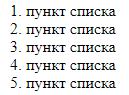 1. пункт списка
2. пункт списка
3. пункт списка
4. пункт списка
5. пункт списка